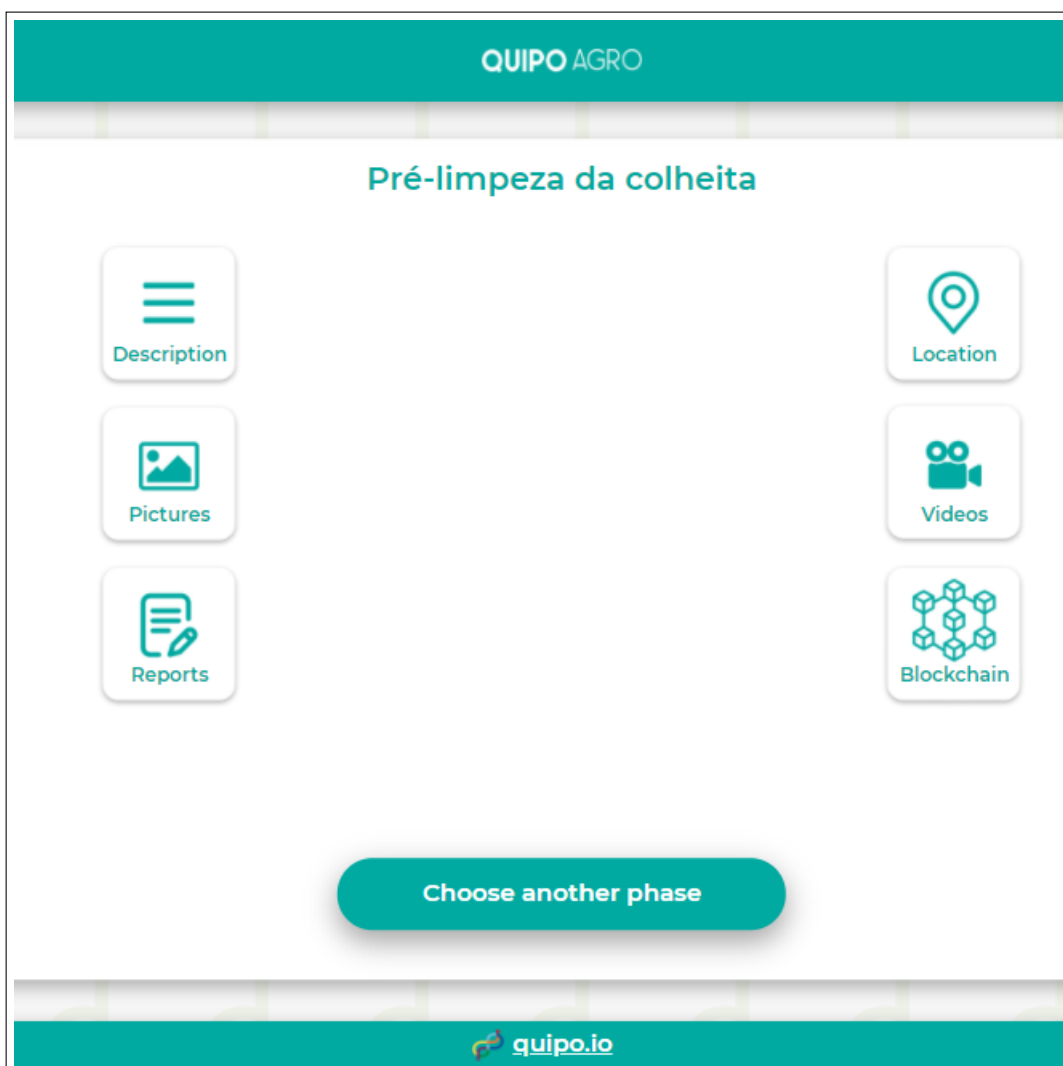 QUIPO AGRO
Pré-limpeza da colheita
Description
Location
Pictures
Videos
Reports
Blockchain
Choose another phase
quipo.io